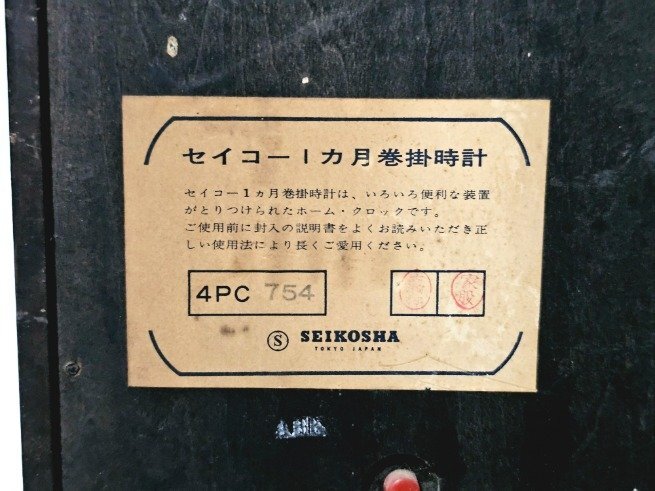 セイコー1カ月巻掛時計
セイコー1ヵ月巻掛時計は、いろいろ便利な装置
がとりつけられたホーム・クロックです。
ご使用前に封入の説明書をよくお読みいただき正
しい使用法により長くご愛用ください。
4PC 754
S SEIKOSHA
TOKYO JAPAN